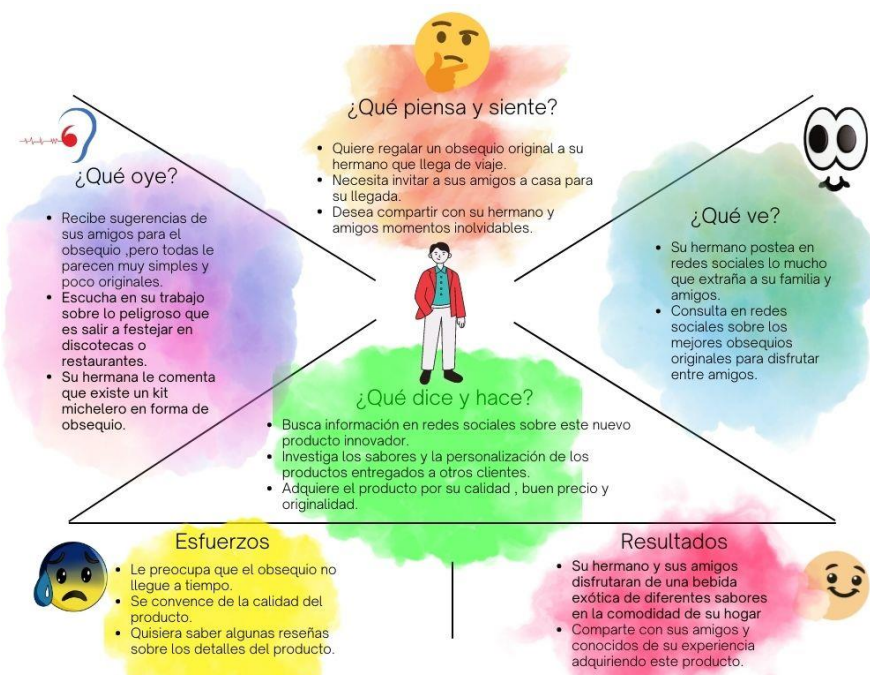 ¿Qué piensa y siente?
• Quiere regalar un obsequio original a su
hermano que llega de viaje.
• Necesita invitar a sus amigos a casa para
su llegada.
• Desea compartir con su hermano y
amigos momentos inolvidables.
¿Qué oye?
• Recibe sugerencias de
sus amigos para el
obsequio ,pero todas le
parecen muy simples y
poco originales.
• Escucha en su trabajo
sobre lo peligroso que
es salir a festejar en
discotecas o
restaurantes.
• Su hermana le comenta
que existe un kit
michelero en forma de
obsequio.
¿Qué ve?
• Su hermano postea en
redes sociales lo mucho
que extraña a su familia y
amigos.
• Consulta en redes
sociales sobre los
mejores obsequios
originales para disfrutar
entre amigos.
¿Qué dice y hace?
• Busca información en redes sociales sobre este nuevo
producto innovador.
• Investiga los sabores y la personalización de los
productos entregados a otros clientes.
• Adquiere el producto por su calidad , buen precio y
originalidad.
Esfuerzos
• Le preocupa que el obsequio no
llegue a tiempo.
• Se convence de la calidad del
producto.
• Quisiera saber algunas reseñas
sobre los detalles del producto.
Resultados
• Su hermano y sus amigos
disfrutaran de una bebida
exótica de diferentes sabores
en la comodidad de su hogar
• Comparte con sus amigos y
conocidos de su experiencia
adquiriendo este producto.